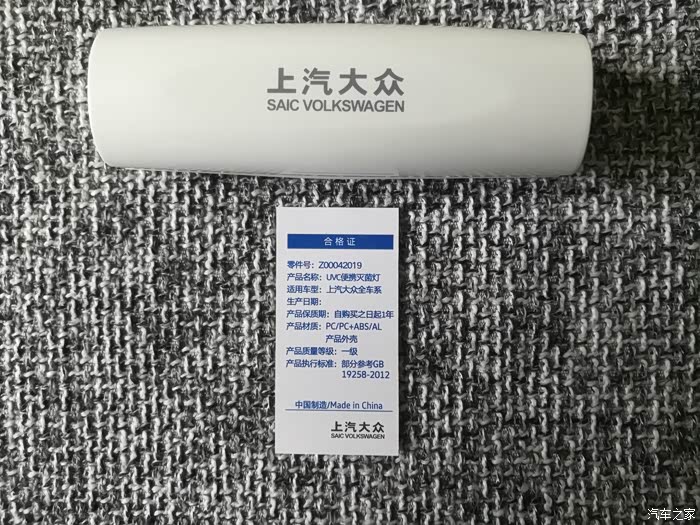 上汽大众
SAIC VOLKSWAGEN
合格证
零件号：Z00042019
产品名称：UVC便携灭菌灯
适用车型：上汽大众全车系
生产日期：
产品保质期：自购买之日起1年
产品材质：PC/PC+ABS/AL
产品外壳
产品质量等级：一级
产品执行标准：部分参考GB
19258-2012
中国制造/Made in China
上汽大众
SAIC VOLKSWAGEN
汽车之家